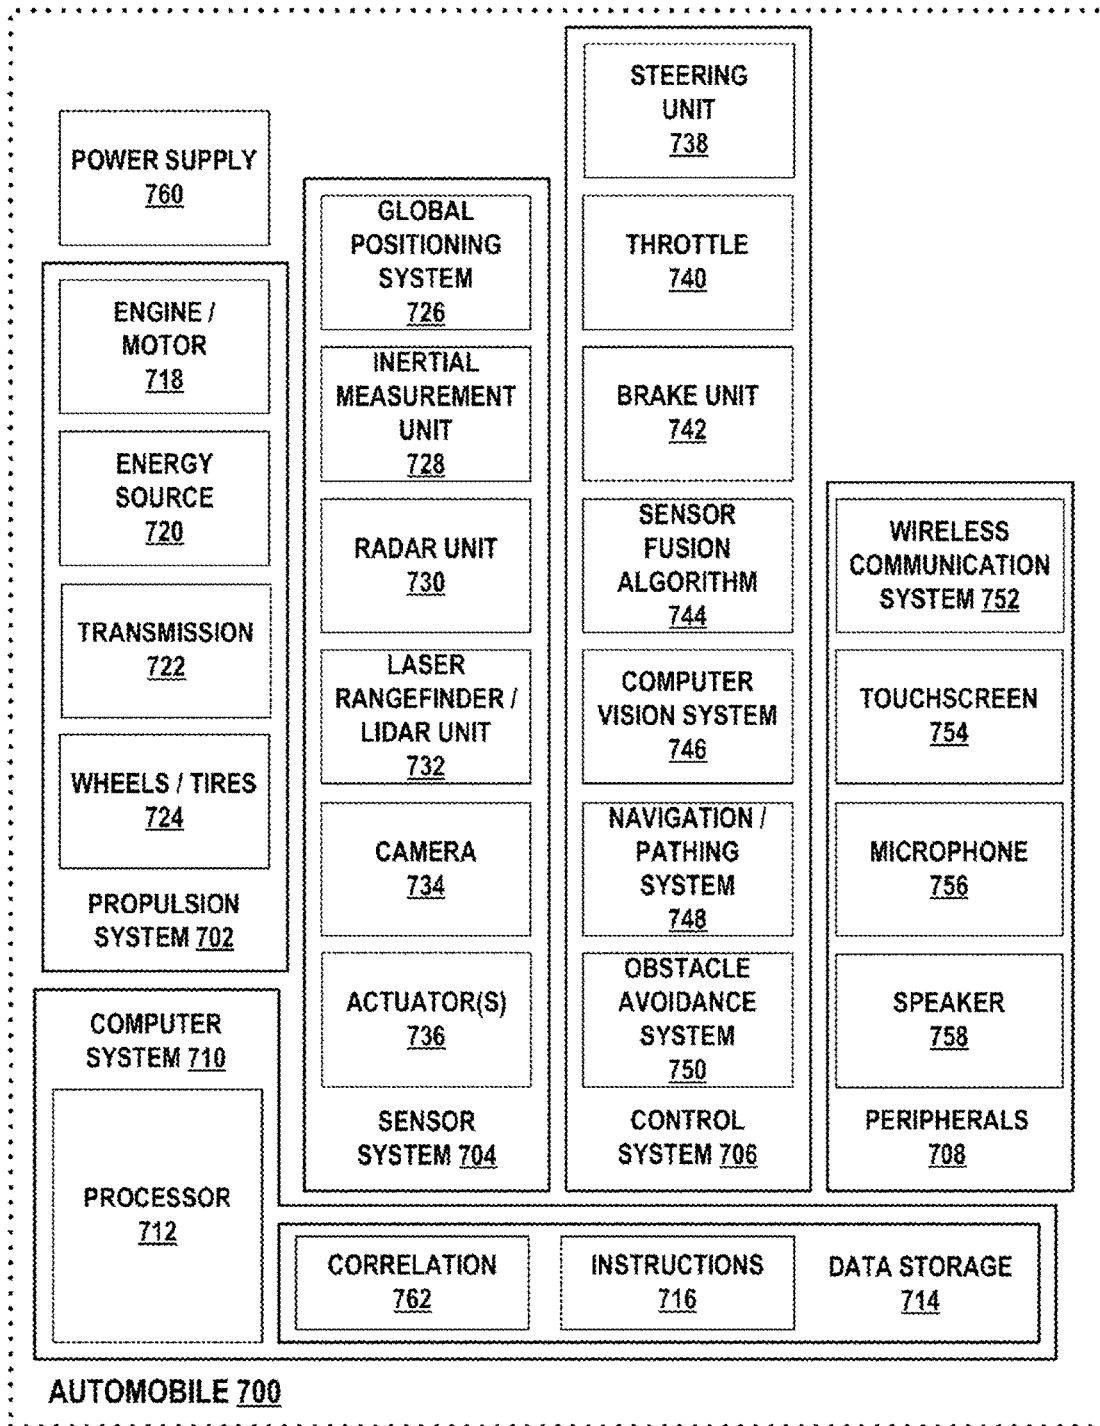 POWER SUPPLY
760
ENGINE /
MOTOR
718
ENERGY
SOURCE
720
TRANSMISSION
722
WHEELS / TIRES
724
PROPULSION
SYSTEM 702
GLOBAL
POSITIONING
SYSTEM
726
INERTIAL
MEASUREMENT
UNIT
728
RADAR UNIT
730
LASER
RANGEFINDER /
LIDAR UNIT
732
CAMERA
734
ACTUATOR(S)
736
SENSOR
SYSTEM 704
STEERING
UNIT
738
THROTTLE
740
BRAKE UNIT
742
SENSOR
FUSION
ALGORITHM
744
COMPUTER
VISION SYSTEM
746
NAVIGATION /
PATHING
SYSTEM
748
OBSTACLE
AVOIDANCE
SYSTEM
750
CONTROL
SYSTEM 706
WIRELESS
COMMUNICATION
SYSTEM 752
TOUCHSCREEN
754
MICROPHONE
756
SPEAKER
758
PERIPHERALS
708
COMPUTER
SYSTEM 710
PROCESSOR
712
CORRELATION
762
INSTRUCTIONS
716
DATA STORAGE
714
AUTOMOBILE 700